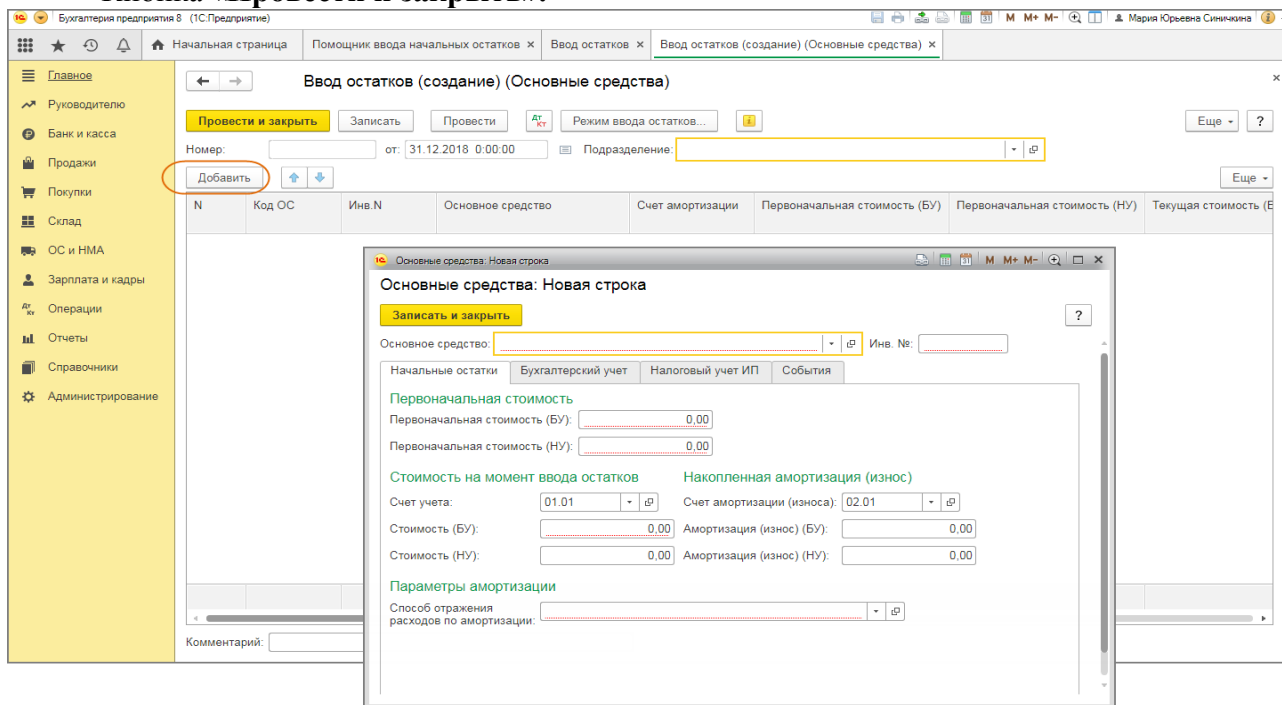 Кнопка «Провести и закрыть».
Бухгалтерия предприятия 8 (1С:Предприятие)
M M+ M- Мария Юрьевна Синичкина
Начальная страница Помощник ввода начальных остатков × Ввод остатков × Ввод остатков (создание) (Основные средства) ×
Главное
Руководителю
Банк и касса
Продажи
Покупки
Склад
ОС и НМА
Зарплата и кадры
Операции
Отчеты
Справочники
Администрирование
Ввод остатков (создание) (Основные средства)
Провести и закрыть Записать Провести Дт Кт Режим ввода остатков... Еще ?
Номер: от: 31.12.2018 0:00:00 Подразделение:
Добавить Еще
N Код ОС Инв.N Основное средство Счет амортизации Первоначальная стоимость (БУ) Первоначальная стоимость (НУ) Текущая стоимость (Б
Основные средства: Новая строка M M+ M-
Основные средства: Новая строка
Записать и закрыть ?
Основное средство: Инв. №:
Начальные остатки Бухгалтерский учет Налоговый учет ИП События
Первоначальная стоимость
Первоначальная стоимость (БУ): 0,00
Первоначальная стоимость (НУ): 0,00
Стоимость на момент ввода остатков Накопленная амортизация (износ)
Счет учета: 01.01 Счет амортизации (износа): 02.01
Стоимость (БУ): 0,00 Амортизация (износ) (БУ): 0,00
Стоимость (НУ): 0,00 Амортизация (износ) (НУ): 0,00
Параметры амортизации
Способ отражения
расходов по амортизации:
Комментарий: